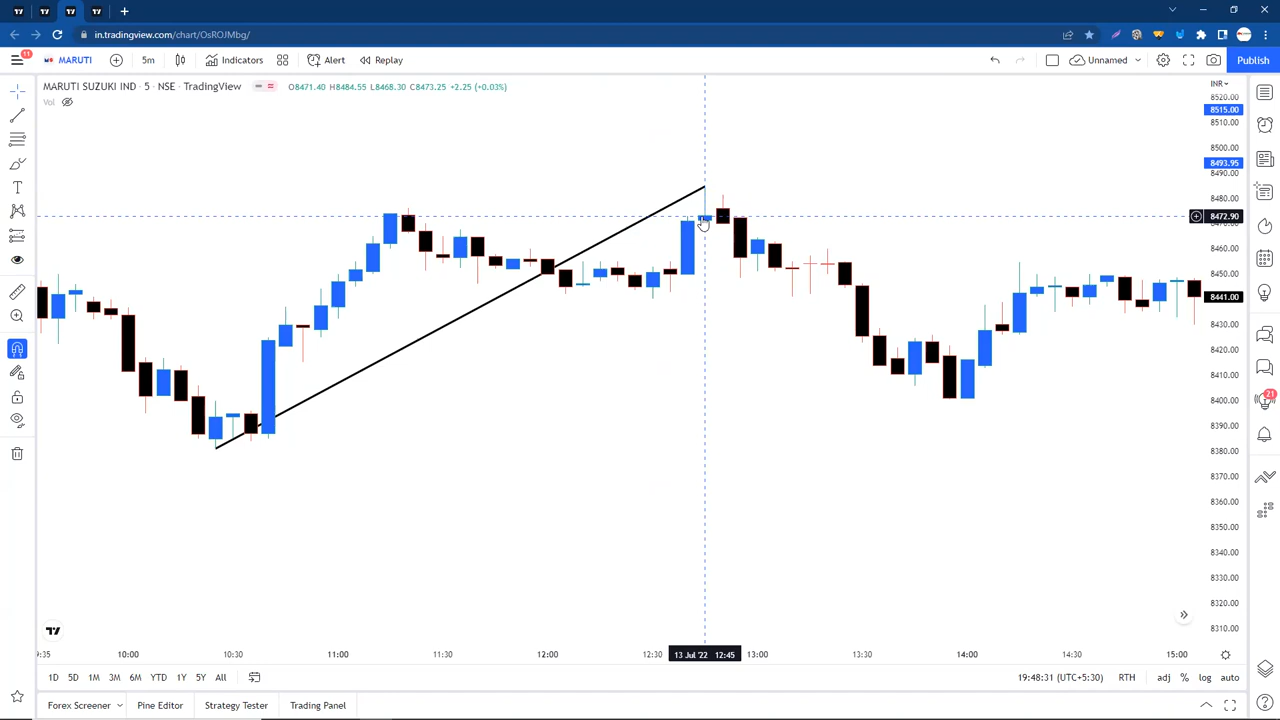 in.tradingview.com/chart/OsROJMbg/
11
MARUTI
5m
Indicators
Alert
Replay
Unnamed
Publish
MARUTI SUZUKI IND · 5 · NSE · TradingView
O8471.40 H8484.55 L8468.30 C8473.25 +2.25 (+0.03%)
Vol
INR
8520.00
8515.00
8510.00
8500.00
8493.95
8490.00
8480.00
8472.90
8460.00
8450.00
8441.00
8430.00
8420.00
8410.00
8400.00
8390.00
8380.00
8370.00
8360.00
8350.00
8340.00
8330.00
8320.00
8310.00
21
:35
10:00
10:30
11:00
11:30
12:00
12:30
13 Jul '22 12:45
13:00
13:30
14:00
14:30
15:00
1D 5D 1M 3M 6M YTD 1Y 5Y All
19:48:31 (UTC+5:30)
RTH
adj
%
log
auto
Forex Screener
Pine Editor
Strategy Tester
Trading Panel